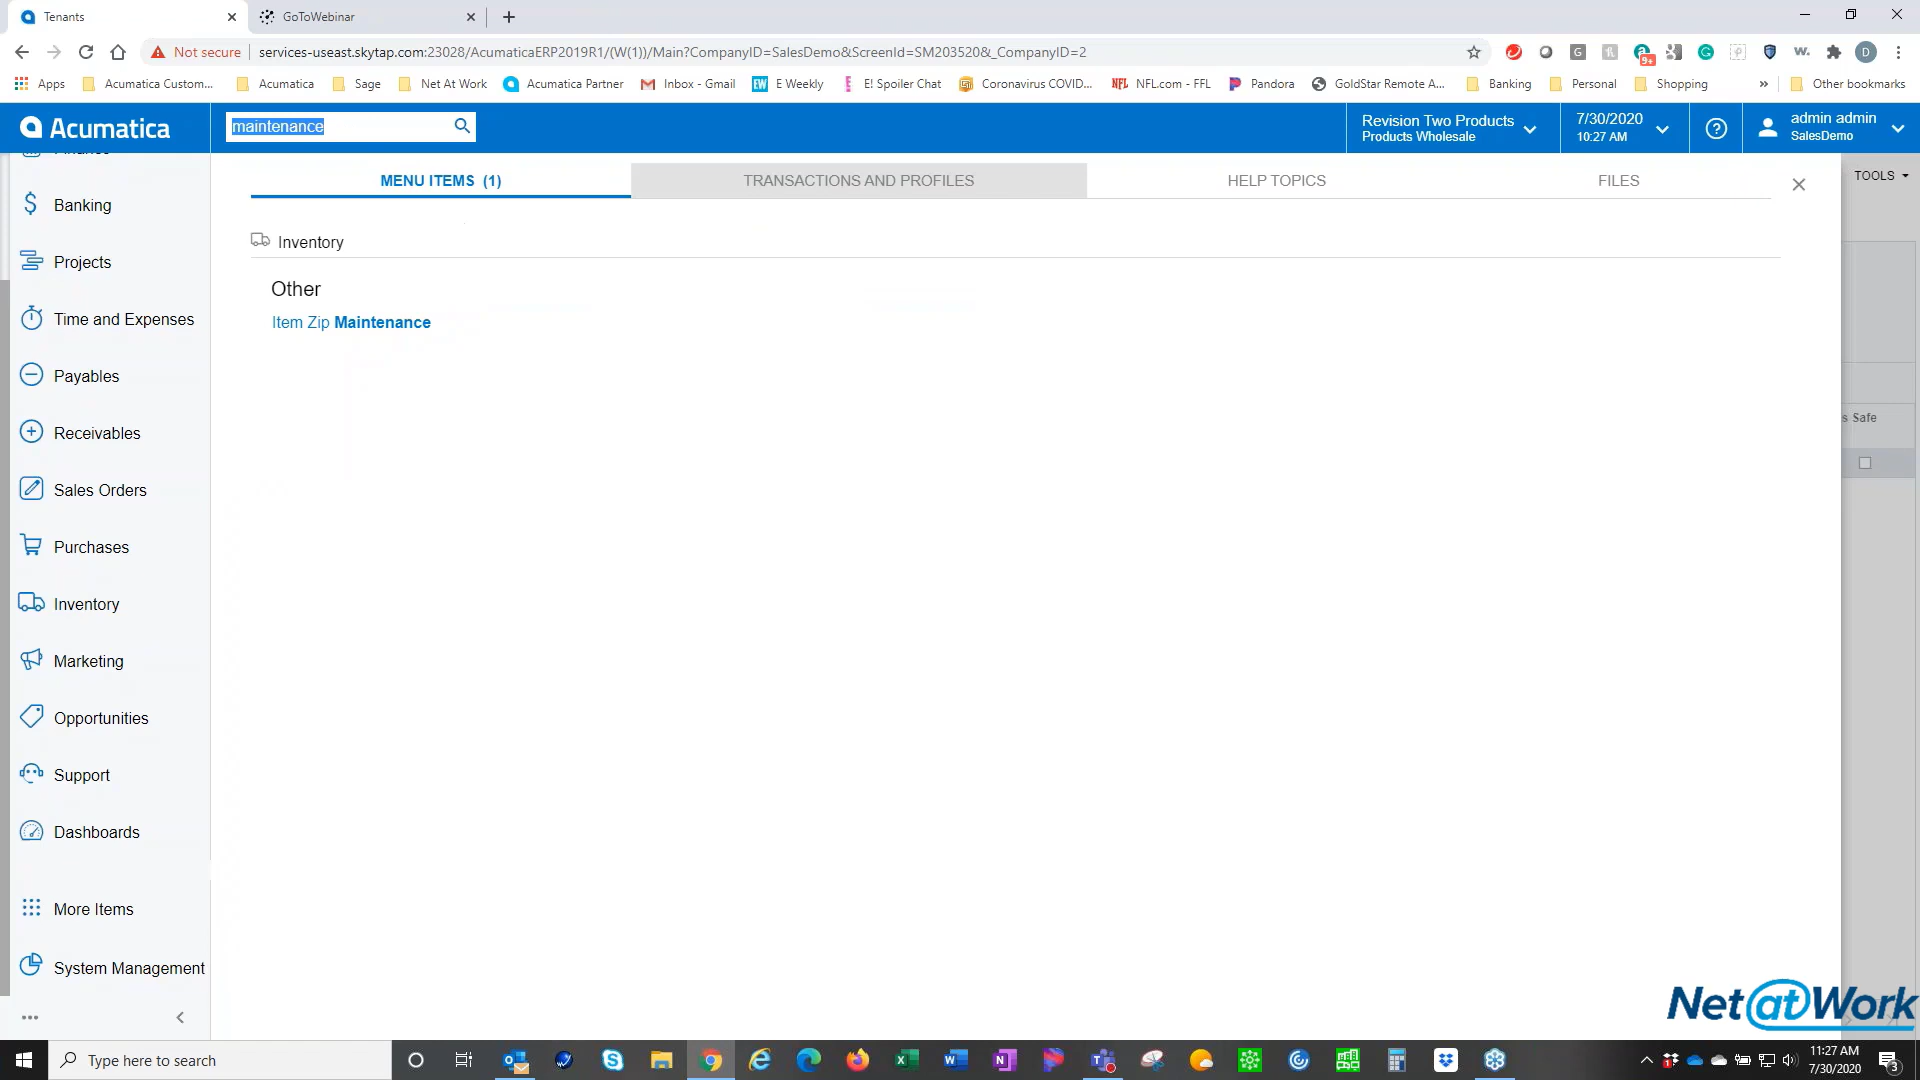 Tenants
GoToWebinar
Not secure
services-useast.skytap.com:23028/AcumaticaERP2019R1/(W(1))/Main?CompanyID=SalesDemo&ScreenId=SM203520&_CompanyID=2
9+
D
Apps
Acumatica Custom...
Acumatica
Sage
Net At Work
Acumatica Partner
Inbox - Gmail
EW E Weekly
E! Spoiler Chat
Coronavirus COVID...
NFL NFL.com - FFL
Pandora
GoldStar Remote A...
Banking
Personal
Shopping
»
Other bookmarks
Acumatica
maintenance
Revision Two Products
Products Wholesale
7/30/2020
10:27 AM
?
admin admin
SalesDemo
Banking
Projects
Time and Expenses
Payables
Receivables
Sales Orders
Purchases
Inventory
Marketing
Opportunities
Support
Dashboards
More Items
System Management
MENU ITEMS (1)
TRANSACTIONS AND PROFILES
HELP TOPICS
FILES
TOOLS
Inventory
Other
Item Zip Maintenance
s Safe
Net at Work
Type here to search
11:27 AM
7/30/2020
3